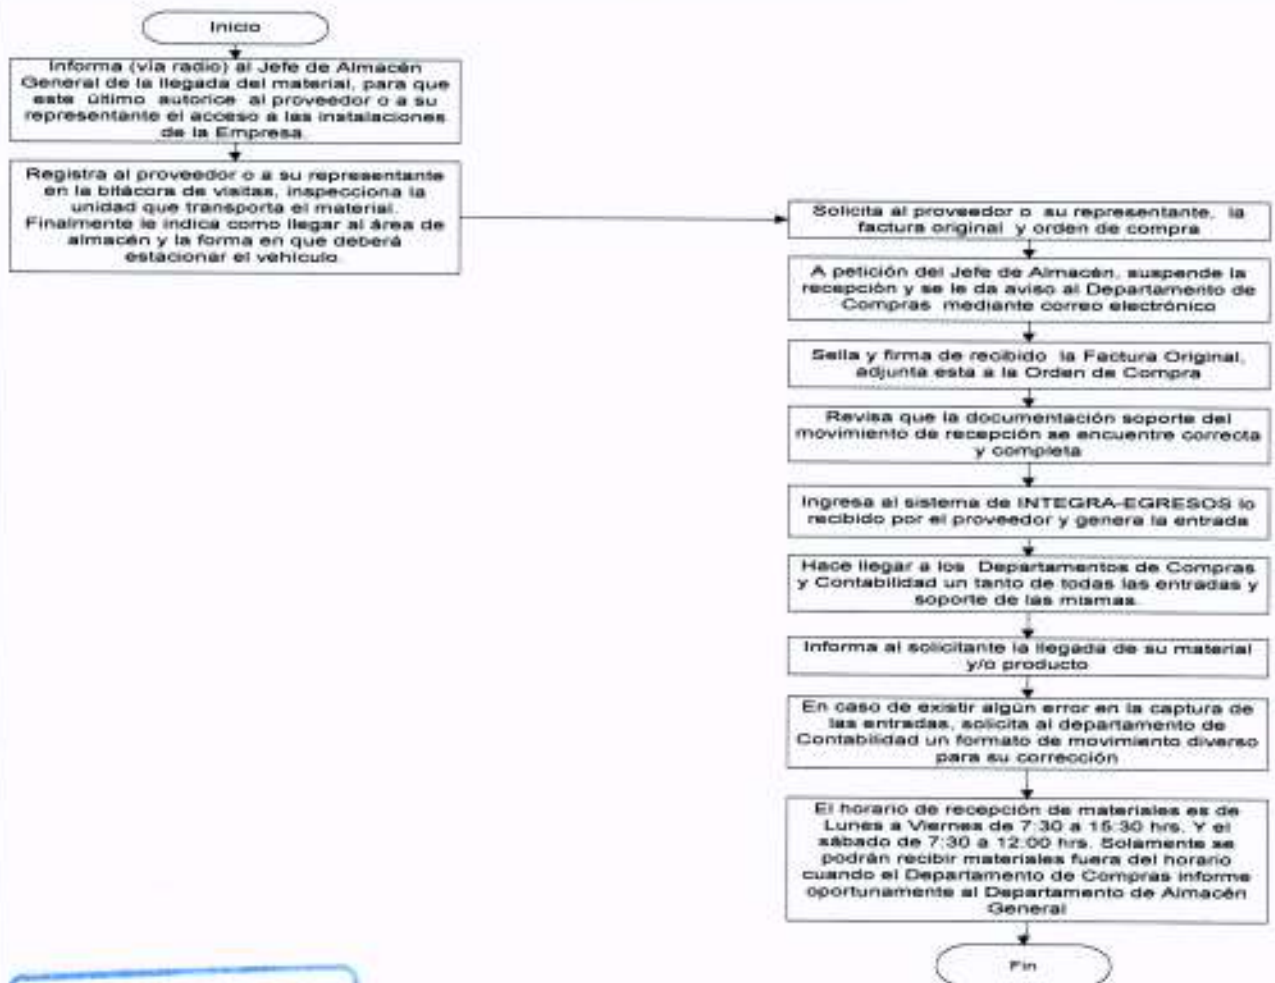 Inicio
Informa (vía radio) al Jefe de Almacén
General de la llegada del material, para que
este último autorice al proveedor o a su
representante el acceso a las instalaciones
de la Empresa.
Registra al proveedor o a su representante
en la bitácora de visitas, inspecciona la
unidad que transporta el material.
Finalmente le indica como llegar al área de
almacén y la forma en que deberá
estacionar el vehículo.
Solicita al proveedor o su representante, la
factura original y orden de compra
A petición del Jefe de Almacén, suspende la
recepción y se le da aviso al Departamento de
Compras mediante correo electrónico
Sella y firma de recibido la Factura Original,
adjunta esta a la Orden de Compra
Revisa que la documentación soporte del
movimiento de recepción se encuentre correcta
y completa
Ingresa al sistema de INTEGRA-EGRESOS lo
recibido por el proveedor y genera la entrada
Hace llegar a los Departamentos de Compras
y Contabilidad un tanto de todas las entradas y
soporte de las mismas.
Informa al solicitante la llegada de su material
y/o producto
En caso de existir algún error en la captura de
las entradas, solicita al departamento de
Contabilidad un formato de movimiento diverso
para su corrección
El horario de recepción de materiales es de
Lunes a Viernes de 7:30 a 15:30 hrs. Y el
sábado de 7:30 a 12:00 hrs. Solamente se
podrán recibir materiales fuera del horario
cuando el Departamento de Compras informe
oportunamente al Departamento de Almacén
General
Fin